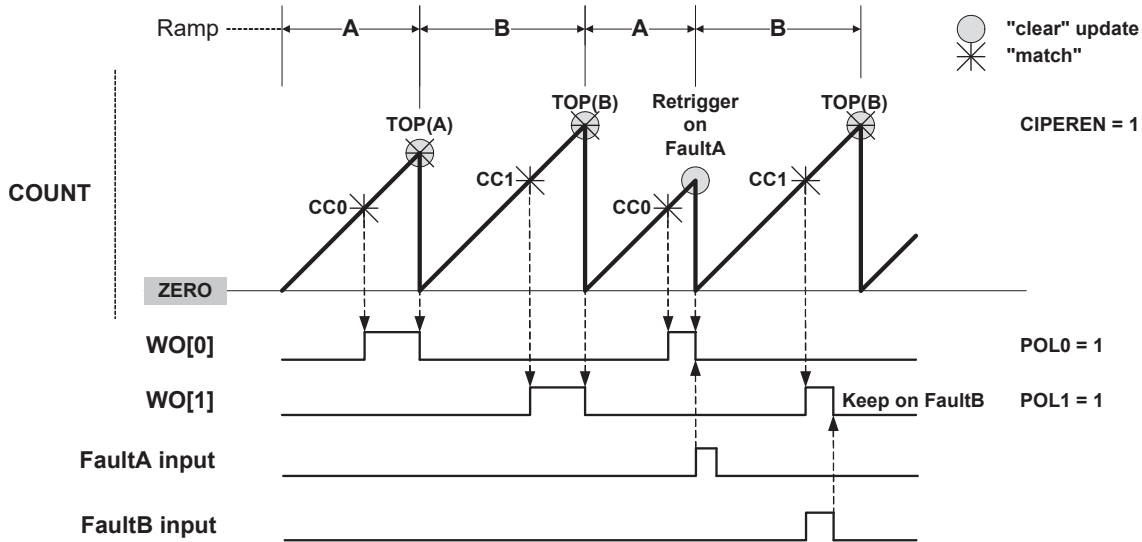 Ramp
A
B
A
B
"clear" update
"match"
TOP(A)
TOP(B)
Retrigger
on
FaultA
TOP(B)
CIPEREN = 1
COUNT
CC0
CC1
CC0
CC1
ZERO
WO[0]
POL0 = 1
WO[1]
Keep on FaultB
POL1 = 1
FaultA input
FaultB input